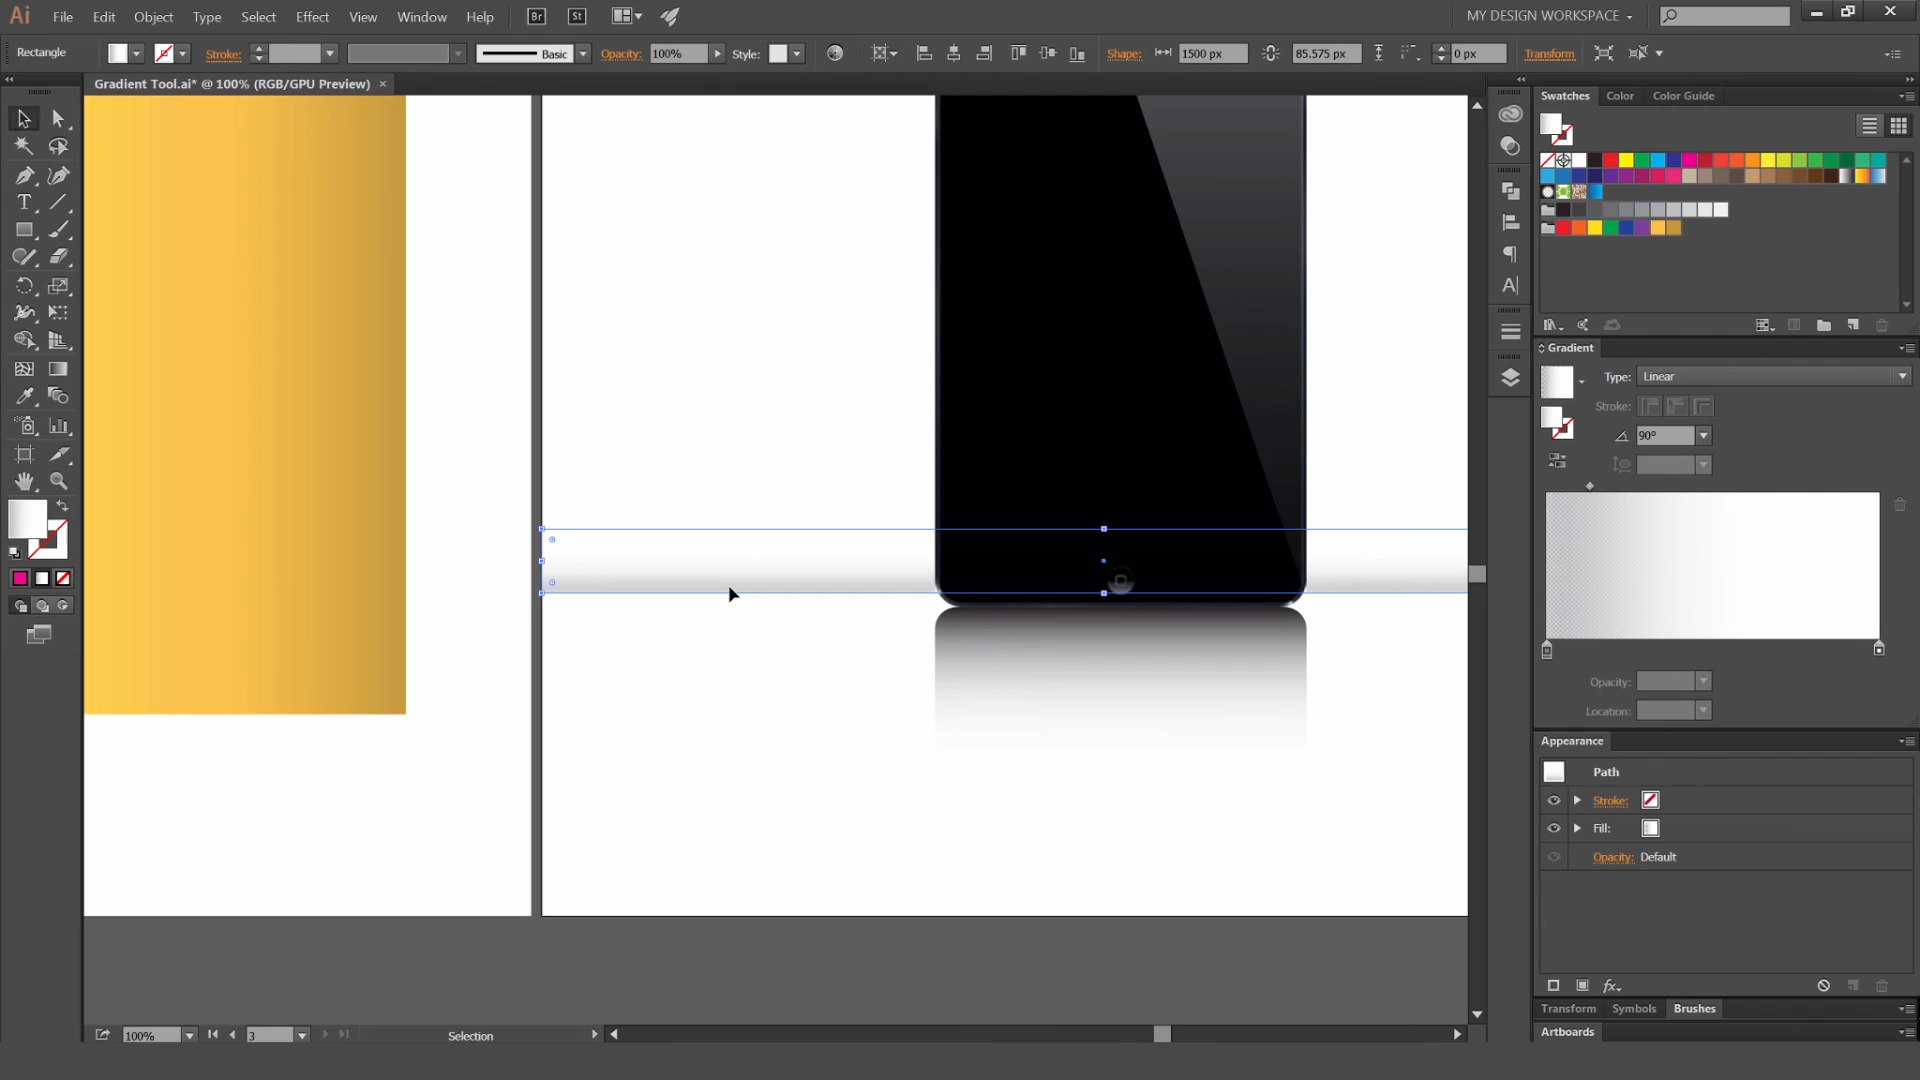 Ai File Edit Object Type Select Effect View Window Help Br St MY DESIGN WORKSPACE
Rectangle Stroke: Basic Opacity: 100% Style: Shape: 1500 px 85.575 px 0 px Transform
Gradient Tool.ai* @ 100% (RGB/GPU Preview) ×
Swatches Color Color Guide
Gradient
Type: Linear
Stroke:
90°
Opacity:
Location:
Appearance
Path
Stroke:
Fill:
Opacity: Default
fx
Transform Symbols Brushes
Artboards
100% 3 Selection